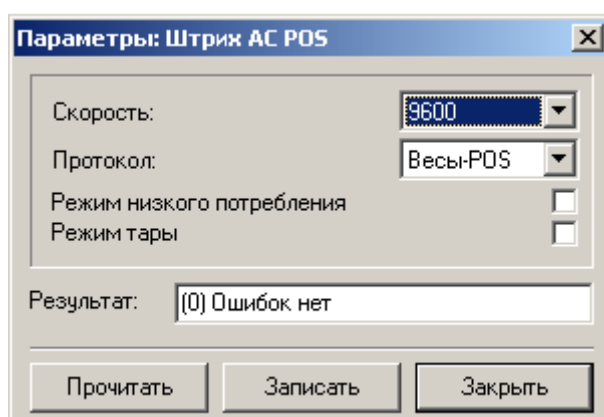 Параметры: Штрих AC POS
Скорость: 9600
Протокол: Весы-POS
Режим низкого потребления
Режим тары
Результат: (0) Ошибок нет
Прочитать Записать Закрыть